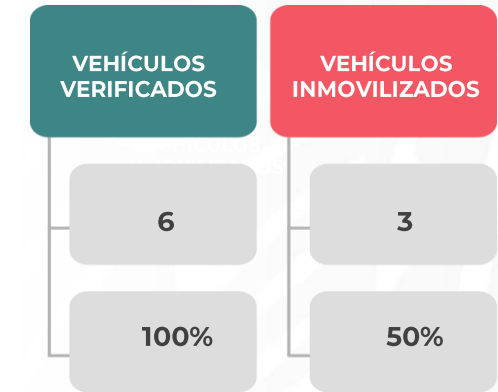 VEHÍCULOS
VERIFICADOS
6
100%
VEHÍCULOS
INMOVILIZADOS
3
50%